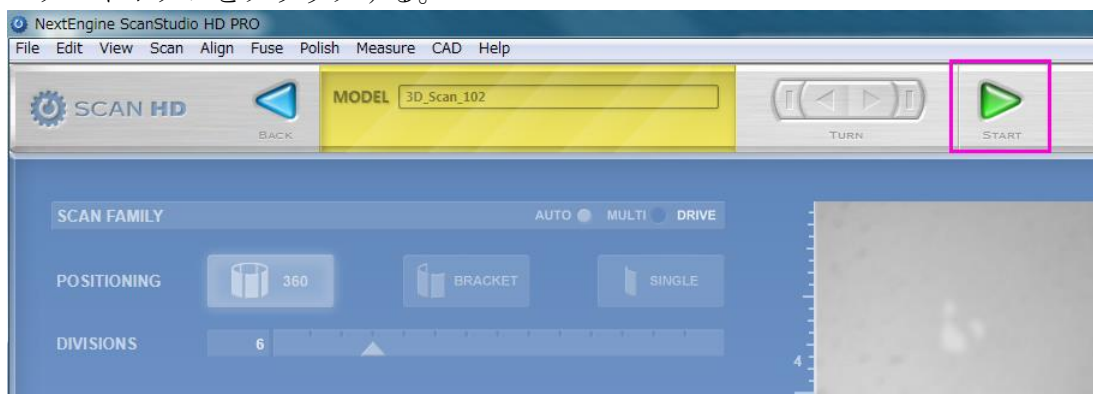 NextEngine ScanStudio HD PRO
File Edit View Scan Align Fuse Polish Measure CAD Help
SCAN HD
BACK
MODEL 3D_Scan_102
TURN
START
SCAN FAMILY AUTO MULTI DRIVE
POSITIONING 360 BRACKET SINGLE
DIVISIONS 6
4